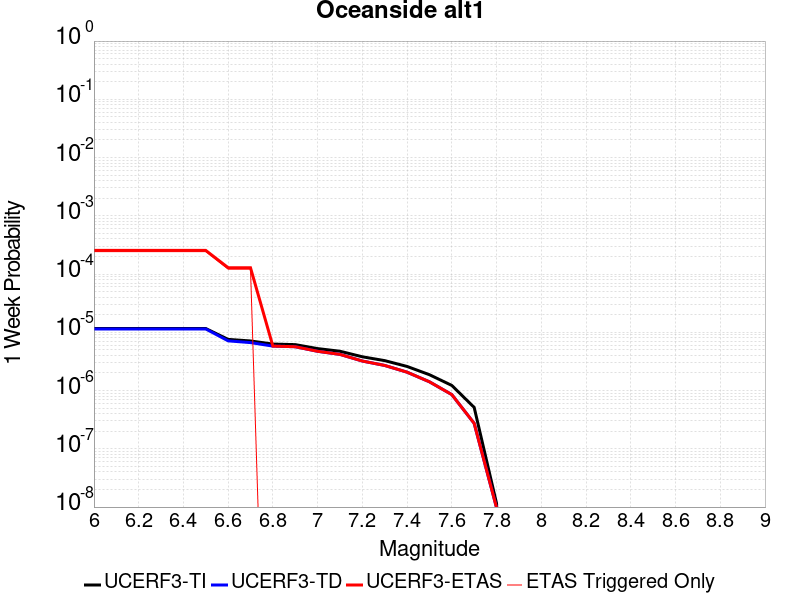 Oceanside alt1
10^0
10^-1
10^-2
10^-3
10^-4
10^-5
10^-6
10^-7
10^-8
1 Week Probability
6 6.2 6.4 6.6 6.8 7 7.2 7.4 7.6 7.8 8 8.2 8.4 8.6 8.8 9
Magnitude
UCERF3-TI UCERF3-TD UCERF3-ETAS ETAS Triggered Only